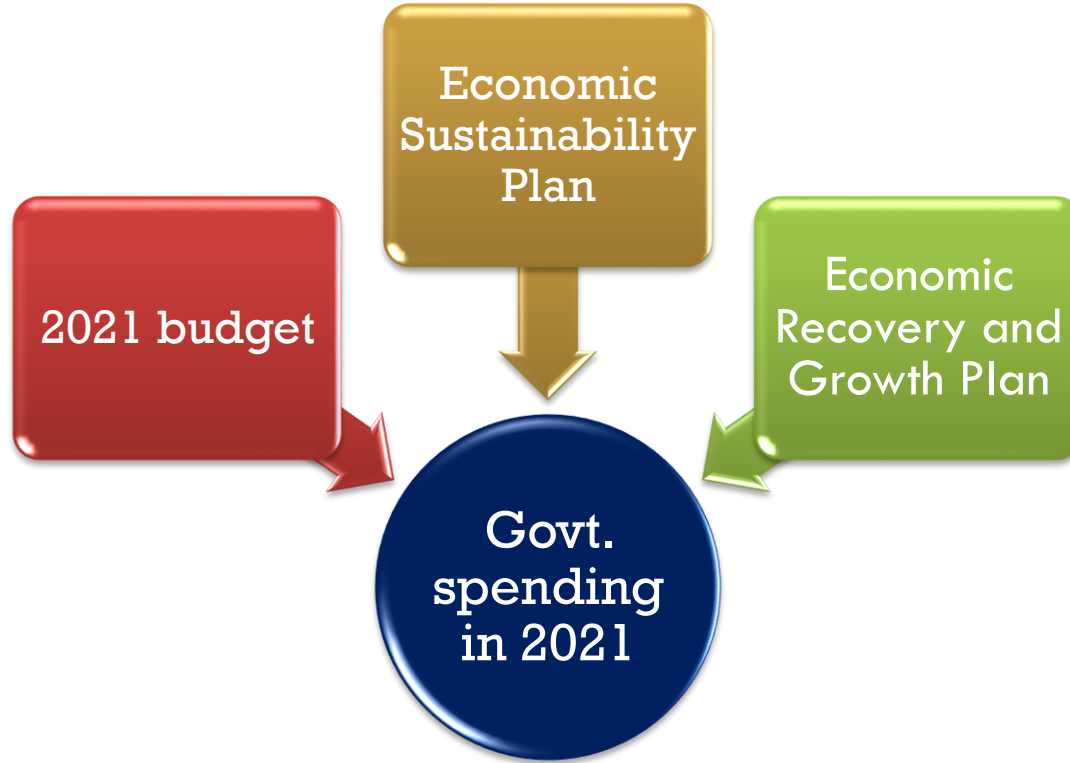 Economic
Sustainability
Plan
2021 budget
Economic
Recovery and
Growth Plan
Govt.
spending
in 2021